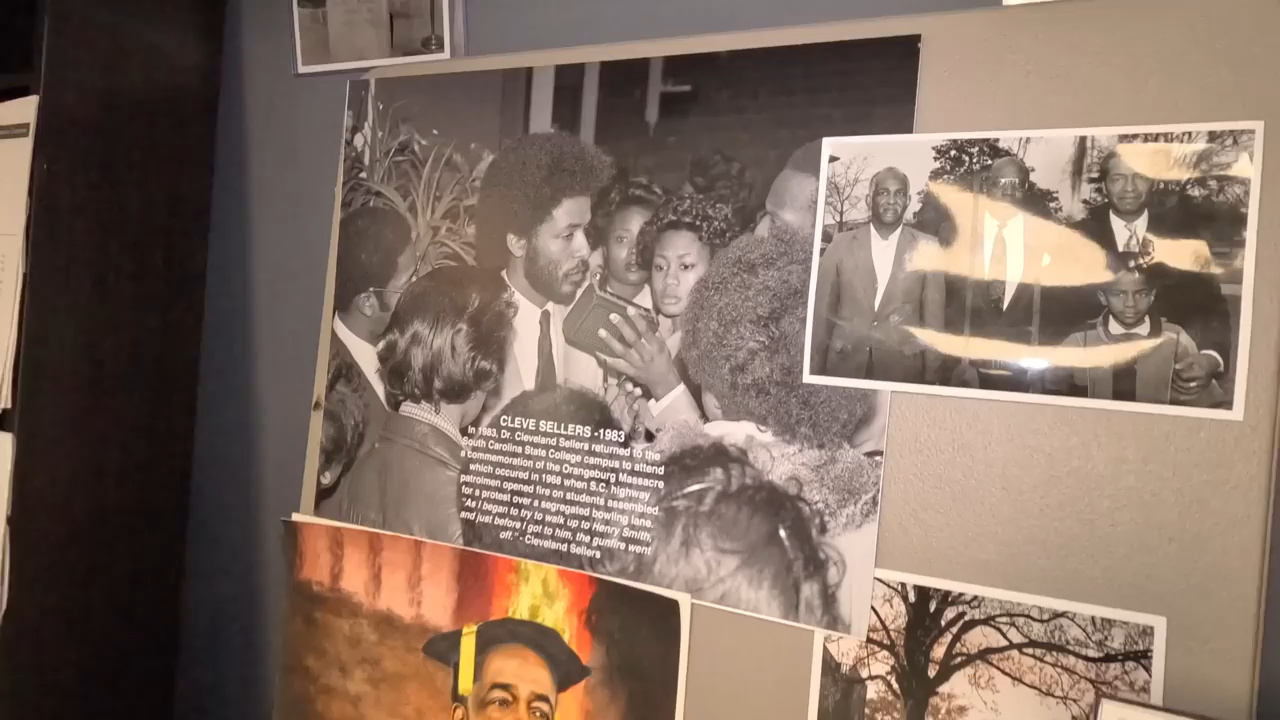 CLEVE SELLERS -1983
In 1983, Dr. Cleveland Sellers returned to the
South Carolina State College campus to attend
a commemoration of the Orangeburg Massacre
which occured in 1968 when S.C. highway
patrolmen opened fire on students assembled
for a protest over a segregated bowling lane.
"As I began to try to walk up to Henry Smith,
and just before I got to him, the gunfire went
off." - Cleveland Sellers